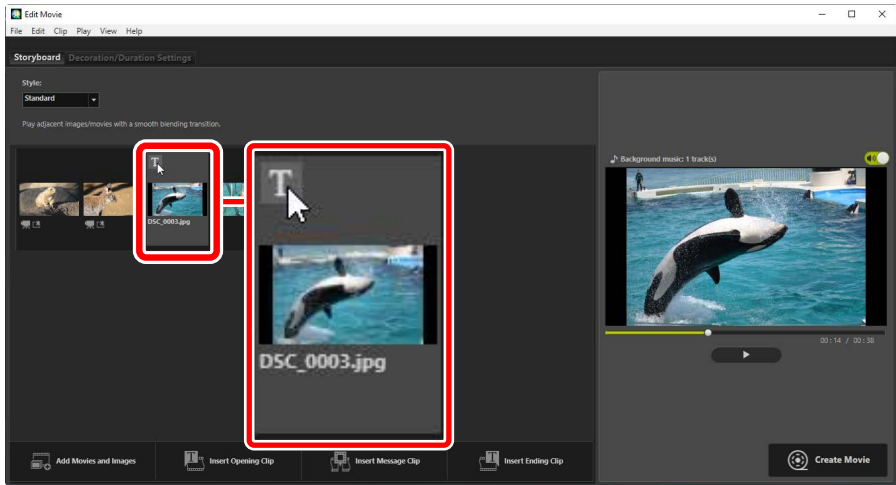 Edit Movie
File Edit Clip Play View Help
Storyboard Decoration/Duration Settings
Style:
Standard
Play adjacent images/movies with a smooth blending transition.
T
DSC_0003.jpg
T
DSC_0003.jpg
Background music: 1 track(s)
00:14 / 00:38
Add Movies and Images
Insert Opening Clip
Insert Message Clip
Insert Ending Clip
Create Movie